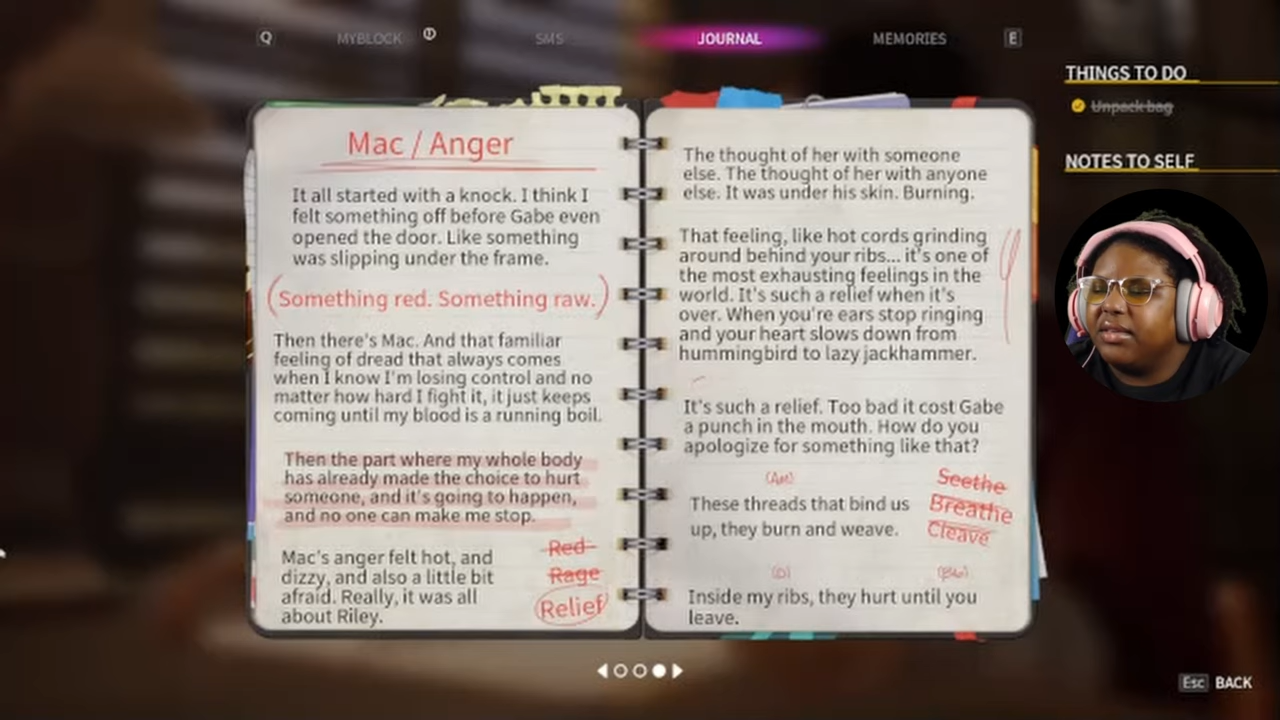 Q
MYBLOCK
SMS
JOURNAL
MEMORIES
E
THINGS TO DO
Unpack bag
NOTES TO SELF
Mac / Anger
It all started with a knock. I think I
felt something off before Gabe even
opened the door. Like something
was slipping under the frame.
(Something red. Something raw.)
Then there's Mac. And that familiar
feeling of dread that always comes
when I know I'm losing control and no
matter how hard I fight it, it just keeps
coming until my blood is a running boil.
Then the part where my whole body
has already made the choice to hurt
someone, and it's going to happen,
and no one can make me stop.
Mac's anger felt hot, and
dizzy, and also a little bit
afraid. Really, it was all
about Riley.
Red
Rage
Relief
The thought of her with someone
else. The thought of her with anyone
else. It was under his skin. Burning.
That feeling, like hot cords grinding
around behind your ribs... it's one of
the most exhausting feelings in the
world. It's such a relief when it's
over. When you're ears stop ringing
and your heart slows down from
hummingbird to lazy jackhammer.
It's such a relief. Too bad it cost Gabe
a punch in the mouth. How do you
apologize for something like that?
(Am)
These threads that bind us
up, they burn and weave.
Seethe
Breathe
Cleave
(D)
Inside my ribs, they hurt until you
leave.
Esc BACK